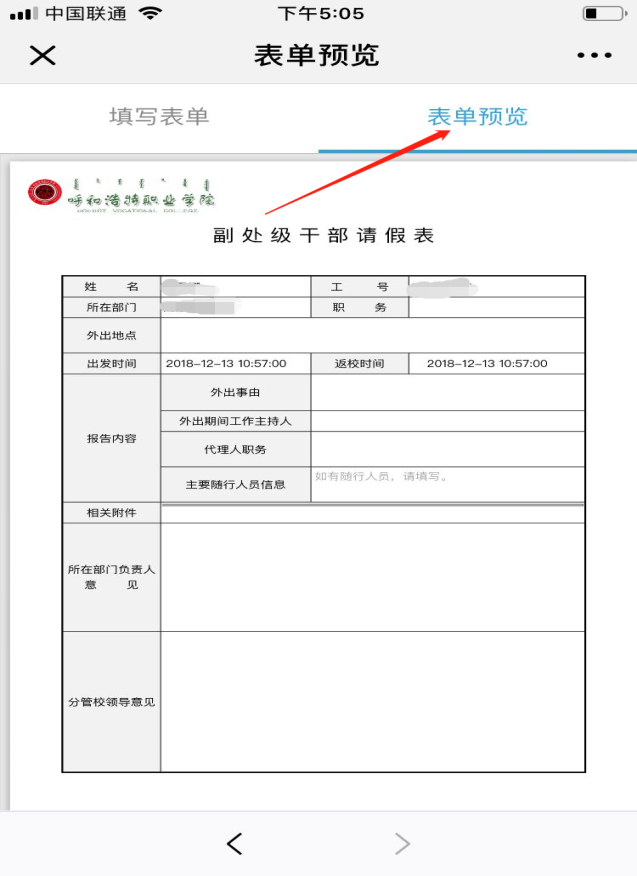 中国联通
下午5:05
表单预览
填写表单
表单预览
呼和浩特职业学院
HOHHOT VOCATIONAL COLLEGE
副处级干部请假表
姓 名
工 号
所在部门
职 务
外出地点
出发时间 2018-12-13 10:57:00 返校时间 2018-12-13 10:57:00
报告内容
外出事由
外出期间工作主持人
代理人职务
主要随行人员信息 如有随行人员，请填写。
相关附件
所在部门负责人
意 见
分管校领导意见